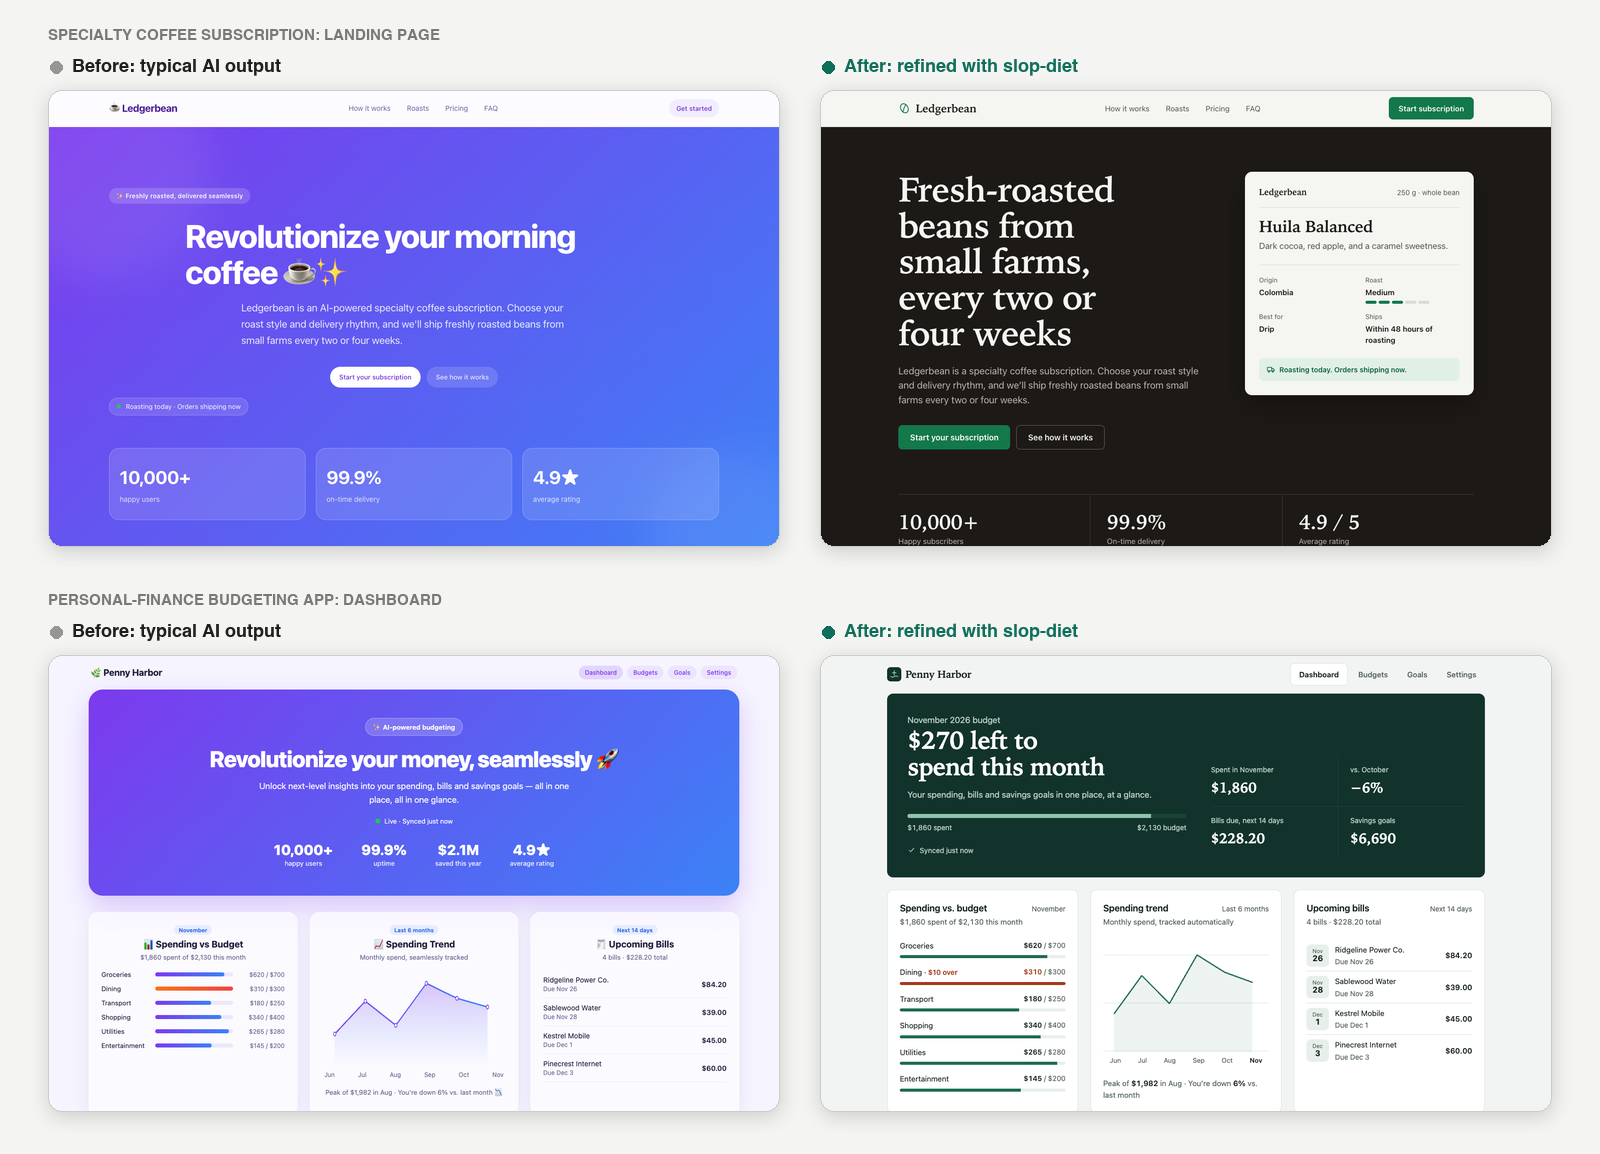 SPECIALTY COFFEE SUBSCRIPTION: LANDING PAGE
Before: typical AI output
☕ Ledgerbean
How it works Roasts Pricing FAQ
Get started
✨ Freshly roasted, delivered seamlessly
Revolutionize your morning
coffee ☕✨
Ledgerbean is an AI-powered specialty coffee subscription. Choose your
roast style and delivery rhythm, and we'll ship freshly roasted beans from
small farms every two or four weeks.
Start your subscription See how it works
Roasting today · Orders shipping now
10,000+
happy users
99.9%
on-time delivery
4.9★
average rating
After: refined with slop-diet
Ledgerbean
How it works Roasts Pricing FAQ
Start subscription
Fresh-roasted
beans from
small farms,
every two or
four weeks
Ledgerbean is a specialty coffee subscription. Choose your roast style
and delivery rhythm, and we'll ship freshly roasted beans from small
farms every two or four weeks.
Start your subscription See how it works
Ledgerbean 250 g · whole bean
Huila Balanced
Dark cocoa, red apple, and a caramel sweetness.
Origin
Colombia
Roast
Medium
Best for
Drip
Ships
Within 48 hours of
roasting
Roasting today. Orders shipping now.
10,000+
Happy subscribers
99.9%
On-time delivery
4.9 / 5
Average rating
PERSONAL-FINANCE BUDGETING APP: DASHBOARD
Before: typical AI output
🌿 Penny Harbor
Dashboard Budgets Goals Settings
✨ AI-powered budgeting
Revolutionize your money, seamlessly 🚀
Unlock next-level insights into your spending, bills and savings goals — all in one
place, all in one glance.
Live · Synced just now
10,000+
happy users
99.9%
uptime
$2.1M
saved this year
4.9★
average rating
November
📊 Spending vs Budget
$1,860 spent of $2,130 this month
Groceries $620 / $700
Dining $310 / $300
Transport $180 / $250
Shopping $340 / $400
Utilities $265 / $280
Entertainment $145 / $200
Last 6 months
📈 Spending Trend
Monthly spend, seamlessly tracked
Jun Jul Aug Sep Oct Nov
Peak of $1,982 in Aug · You're down 6% vs. last month 📉
Next 14 days
Upcoming Bills
4 bills · $228.20 total
Ridgeline Power Co.
Due Nov 26
$84.20
Sablewood Water
Due Nov 28
$39.00
Kestrel Mobile
Due Dec 1
$45.00
Pinecrest Internet
Due Dec 3
$60.00
After: refined with slop-diet
Penny Harbor
Dashboard Budgets Goals Settings
November 2026 budget
$270 left to
spend this month
Your spending, bills and savings goals in one place, at a glance.
$1,860 spent $2,130 budget
Synced just now
Spent in November
$1,860
vs. October
−6%
Bills due, next 14 days
$228.20
Savings goals
$6,690
Spending vs. budget November
$1,860 spent of $2,130 this month
Groceries $620 / $700
Dining · $10 over $310 / $300
Transport $180 / $250
Shopping $340 / $400
Utilities $265 / $280
Entertainment $145 / $200
Spending trend Last 6 months
Monthly spend, tracked automatically
Jun Jul Aug Sep Oct Nov
Peak of $1,982 in Aug · You're down 6% vs.
last month
Upcoming bills Next 14 days
4 bills · $228.20 total
Nov
26
Ridgeline Power Co.
Due Nov 26
$84.20
Nov
28
Sablewood Water
Due Nov 28
$39.00
Dec
1
Kestrel Mobile
Due Dec 1
$45.00
Dec
3
Pinecrest Internet
Due Dec 3
$60.00